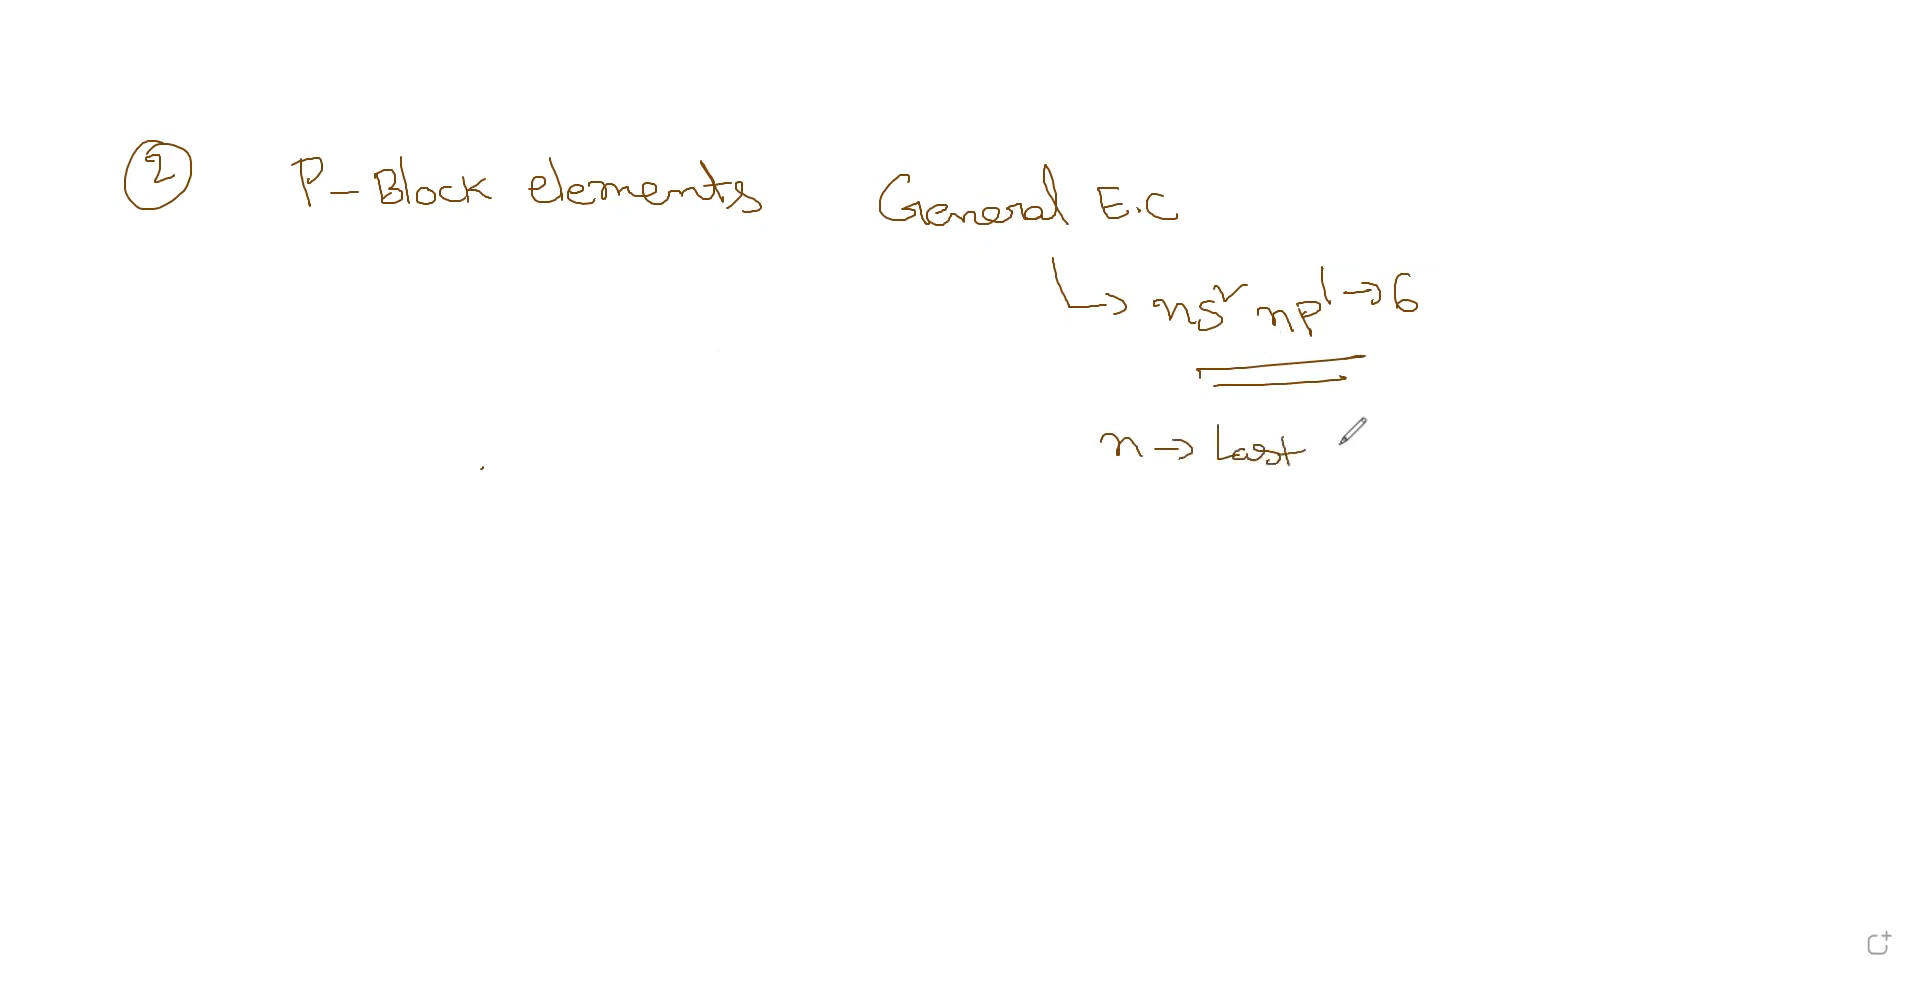 2 P-Block elements General E.C
↳ ns² np¹→6
n → Last